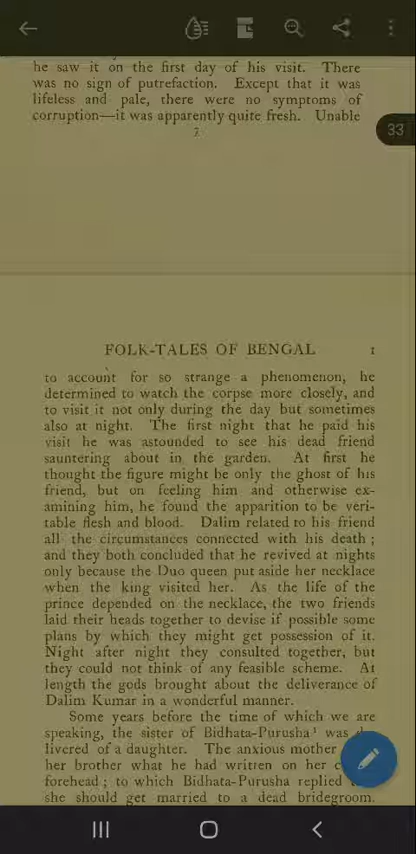 he saw it on the first day of his visit. There
was no sign of putrefaction. Except that it was
lifeless and pale, there were no symptoms of
corruption—it was apparently quite fresh. Unable
7
33
FOLK-TALES OF BENGAL 1
to account for so strange a phenomenon, he
determined to watch the corpse more closely, and
to visit it not only during the day but sometimes
also at night. The first night that he paid his
visit he was astounded to see his dead friend
sauntering about in the garden. At first he
thought the figure might be only the ghost of his
friend, but on feeling him and otherwise ex-
amining him, he found the apparition to be veri-
table flesh and blood. Dalim related to his friend
all the circumstances connected with his death ;
and they both concluded that he revived at nights
only because the Duo queen put aside her necklace
when the king visited her. As the life of the
prince depended on the necklace, the two friends
laid their heads together to devise if possible some
plans by which they might get possession of it.
Night after night they consulted together, but
they could not think of any feasible scheme. At
length the gods brought about the deliverance of
Dalim Kumar in a wonderful manner.
Some years before the time of which we are
speaking, the sister of Bidhata-Purusha¹ was
livered of a daughter. The anxious mother
her brother what he had written on her
forehead ; to which Bidhata-Purusha replied
she should get married to a dead bridegroom.